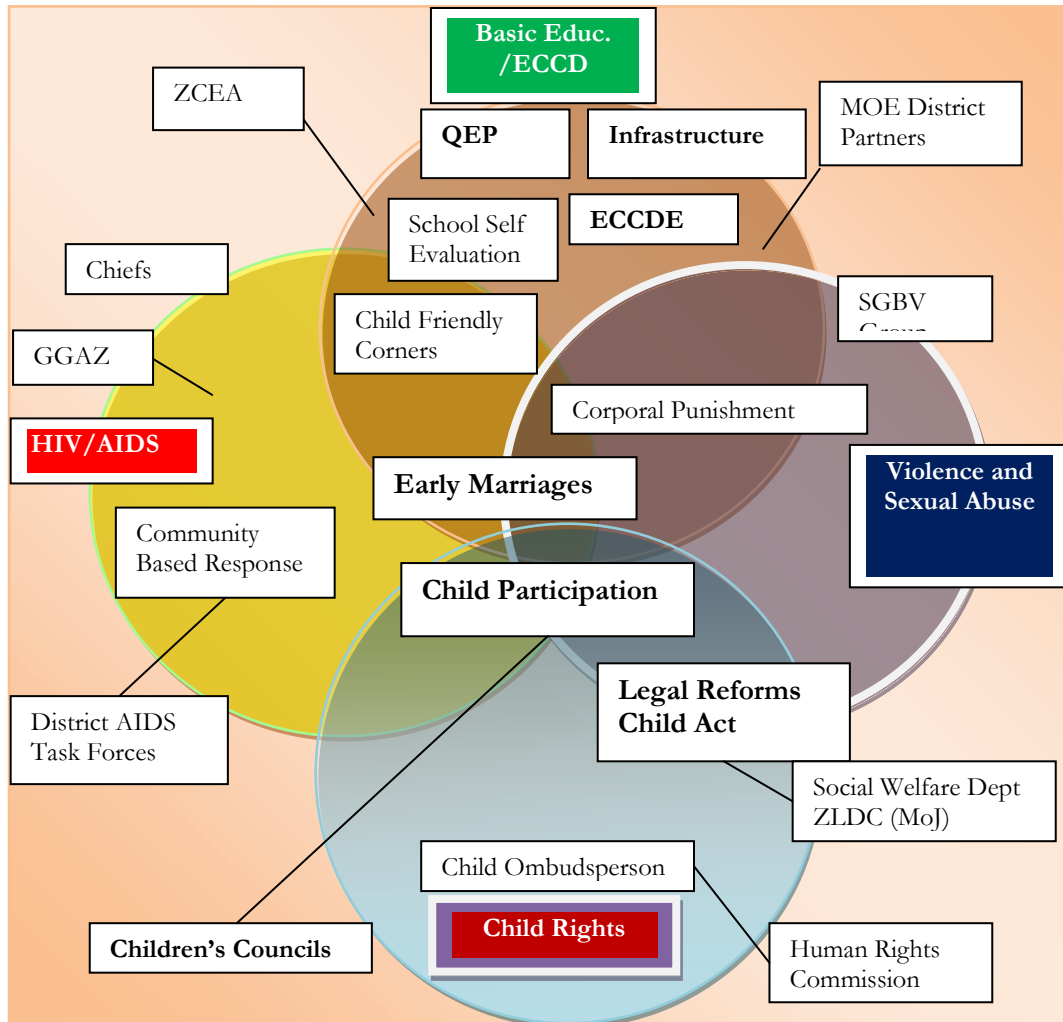 Basic Educ.
/ECCD
ZCEA
MOE District
Partners
QEP
Infrastructure
School Self
Evaluation
ECCDE
Chiefs
SGBV
Child Friendly
Corners
GGAZ
Corporal Punishment
HIV/AIDS
Violence and
Sexual Abuse
Early Marriages
Community
Based Response
Child Participation
Legal Reforms
Child Act
District AIDS
Task Forces
Social Welfare Dept
ZLDC (MoJ)
Child Ombudsperson
Child Rights
Children’s Councils
Human Rights
Commission